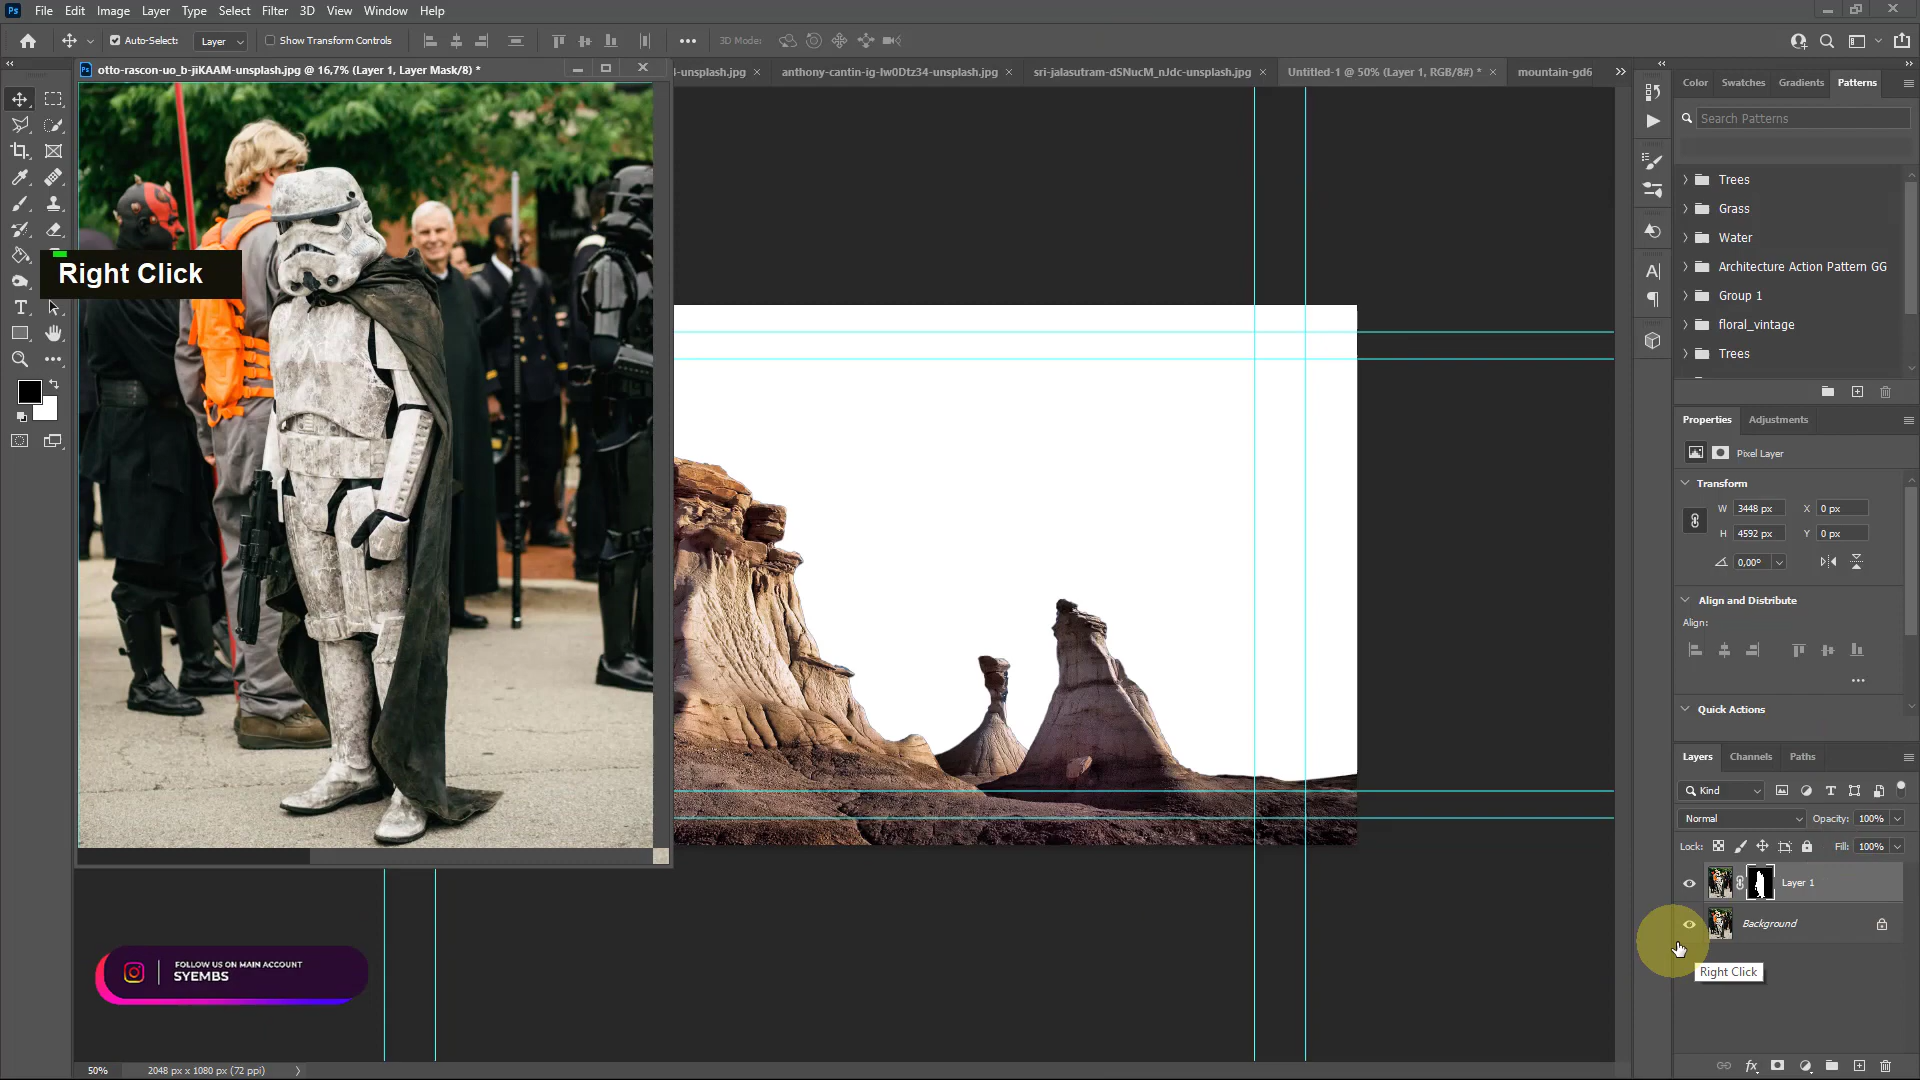 File Edit Image Layer Type Select Filter 3D View Window Help
Auto-Select: Layer Show Transform Controls 3D Mode:
otto-rascon-uo_b-jiKAAM-unsplash.jpg @ 16,7% (Layer 1, Layer Mask/8) *
l-unsplash.jpg anthony-cantin-ig-lw0Dtz34-unsplash.jpg sri-jalasutram-dSNucM_nJdc-unsplash.jpg Untitled-1 @ 50% (Layer 1, RGB/8#) * mountain-gd6
Color Swatches Gradients Patterns
Search Patterns
Trees
Grass
Water
Architecture Action Pattern GG
Group 1
floral_vintage
Trees
Right Click
Properties Adjustments
Pixel Layer
Transform
W 3448 px X 0 px
H 4592 px Y 0 px
0,00°
Align and Distribute
Align:
Quick Actions
Layers Channels Paths
Kind
Normal Opacity: 100%
Lock: Fill: 100%
Layer 1
Background
Right Click
FOLLOW US ON MAIN ACCOUNT
SYEMBS
50% 2048 px x 1080 px (72 ppi)